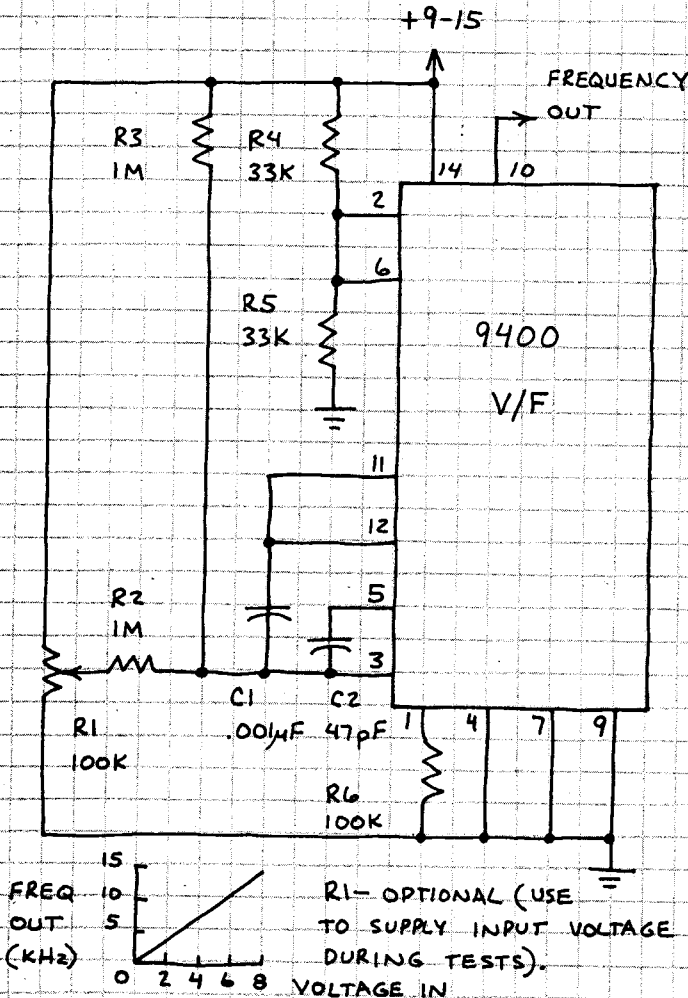 +9-15
FREQUENCY
OUT
R3
1M
R4
33K
14
10
2
6
R5
33K
9400
V/F
11
12
5
3
R2
1M
C1
.001µF
C2
47pF
R1
100K
1
4
7
9
R6
100K
15
10
5
0
2
4
6
8
FREQ
OUT
(KHz)
VOLTAGE IN
R1- OPTIONAL (USE
TO SUPPLY INPUT VOLTAGE
DURING TESTS).